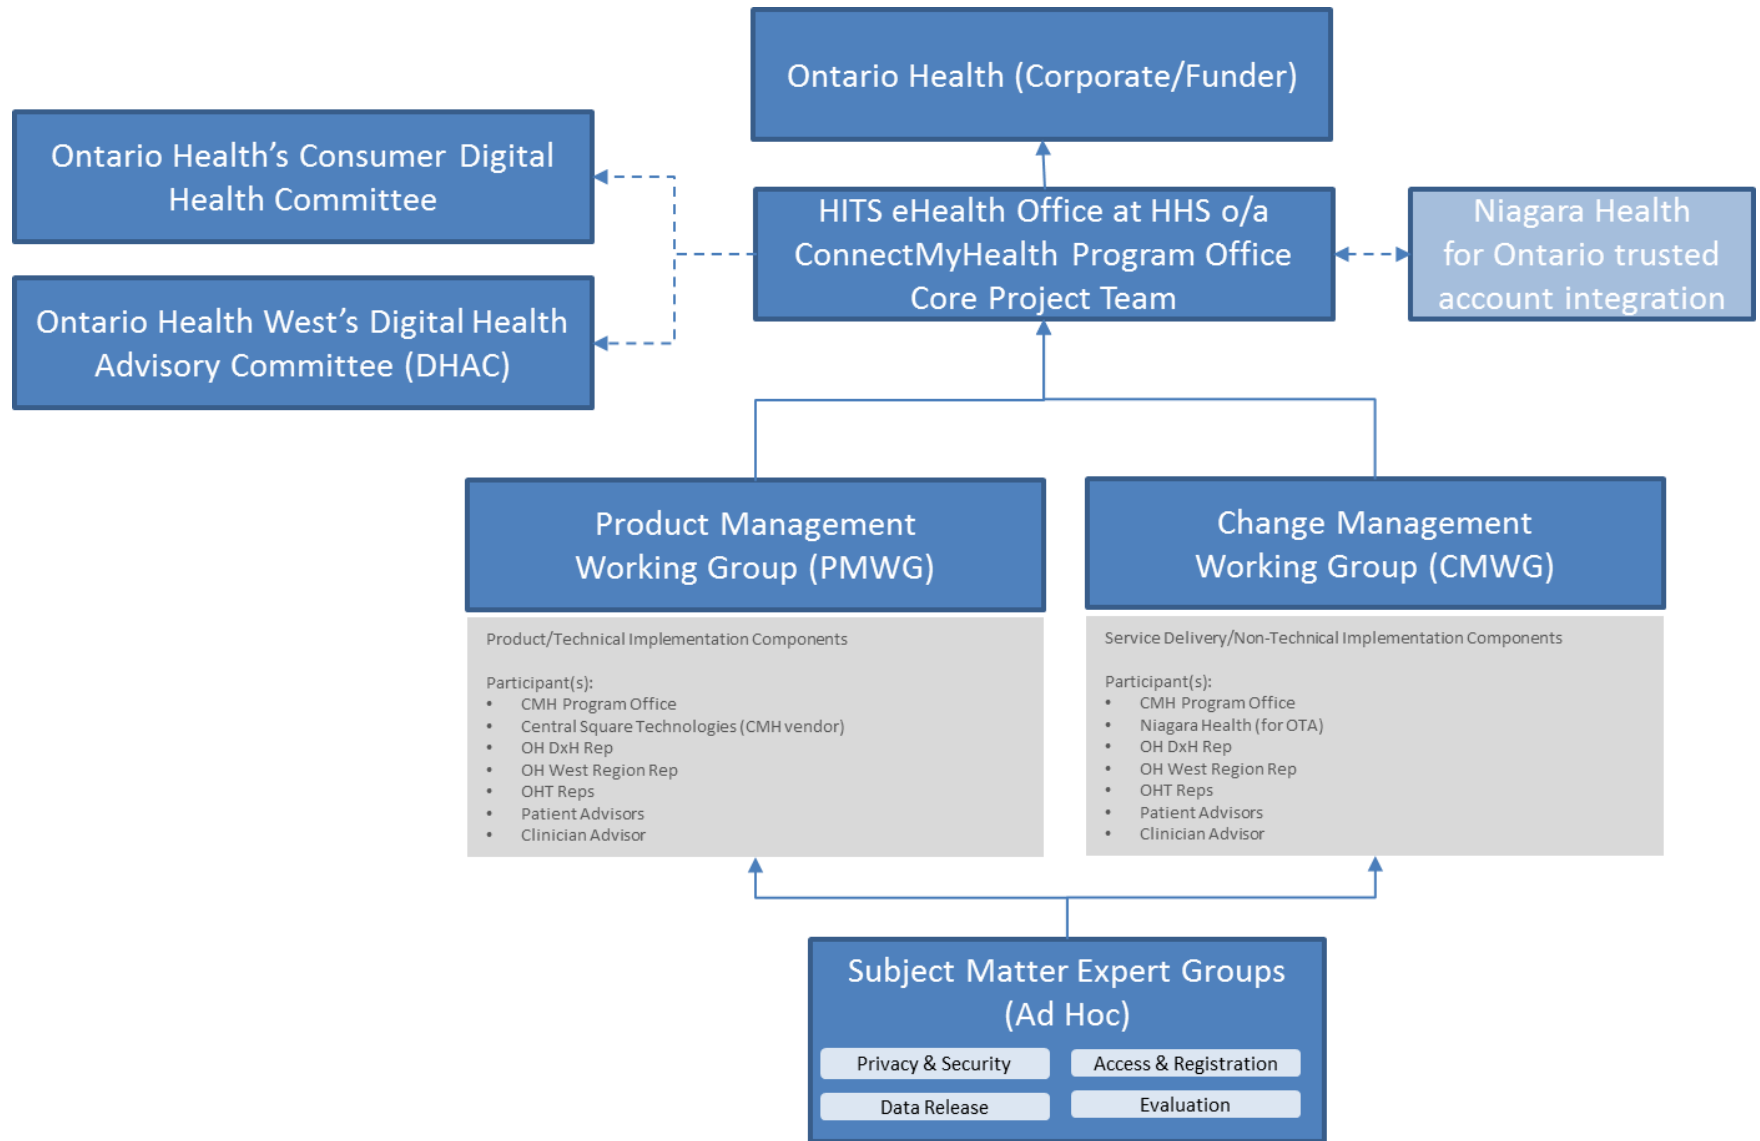 Ontario Health (Corporate/Funder)
Ontario Health’s Consumer Digital
Health Committee
HITS eHealth Office at HHS o/a
ConnectMyHealth Program Office
Core Project Team
Niagara Health
for Ontario trusted
account integration
Ontario Health West’s Digital Health
Advisory Committee (DHAC)
Product Management
Working Group (PMWG)
Product/Technical Implementation Components
Participant(s):
• CMH Program Office
• Central Square Technologies (CMH vendor)
• OH DxH Rep
• OH West Region Rep
• OHT Reps
• Patient Advisors
• Clinician Advisor
Change Management
Working Group (CMWG)
Service Delivery/Non-Technical Implementation Components
Participant(s):
• CMH Program Office
• Niagara Health (for OTA)
• OH DxH Rep
• OH West Region Rep
• OHT Reps
• Patient Advisors
• Clinician Advisor
Subject Matter Expert Groups
(Ad Hoc)
Privacy & Security
Access & Registration
Data Release
Evaluation